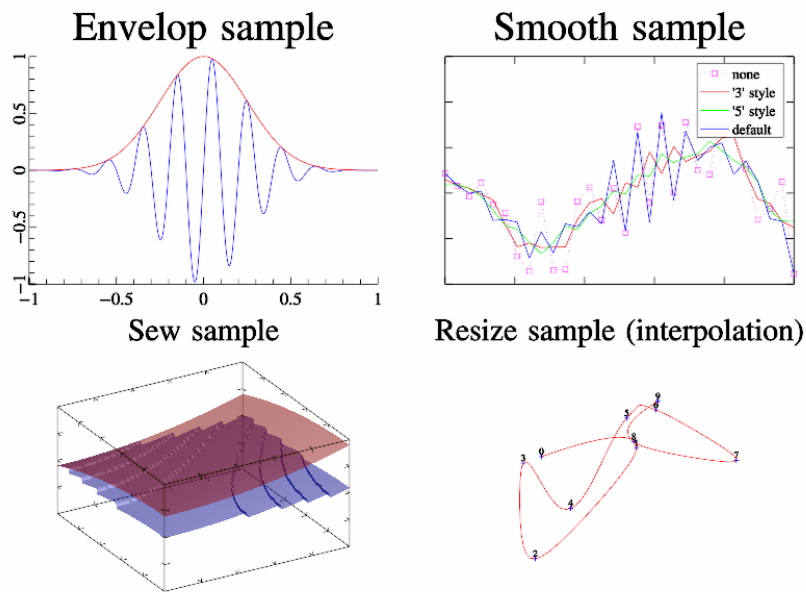 Envelop sample
Smooth sample
1
0.5
0
−0.5
−1
−1
−0.5
0
0.5
1
none
'3' style
'5' style
default
Sew sample
Resize sample (interpolation)
9
6
5
8
0
3
7
4
2